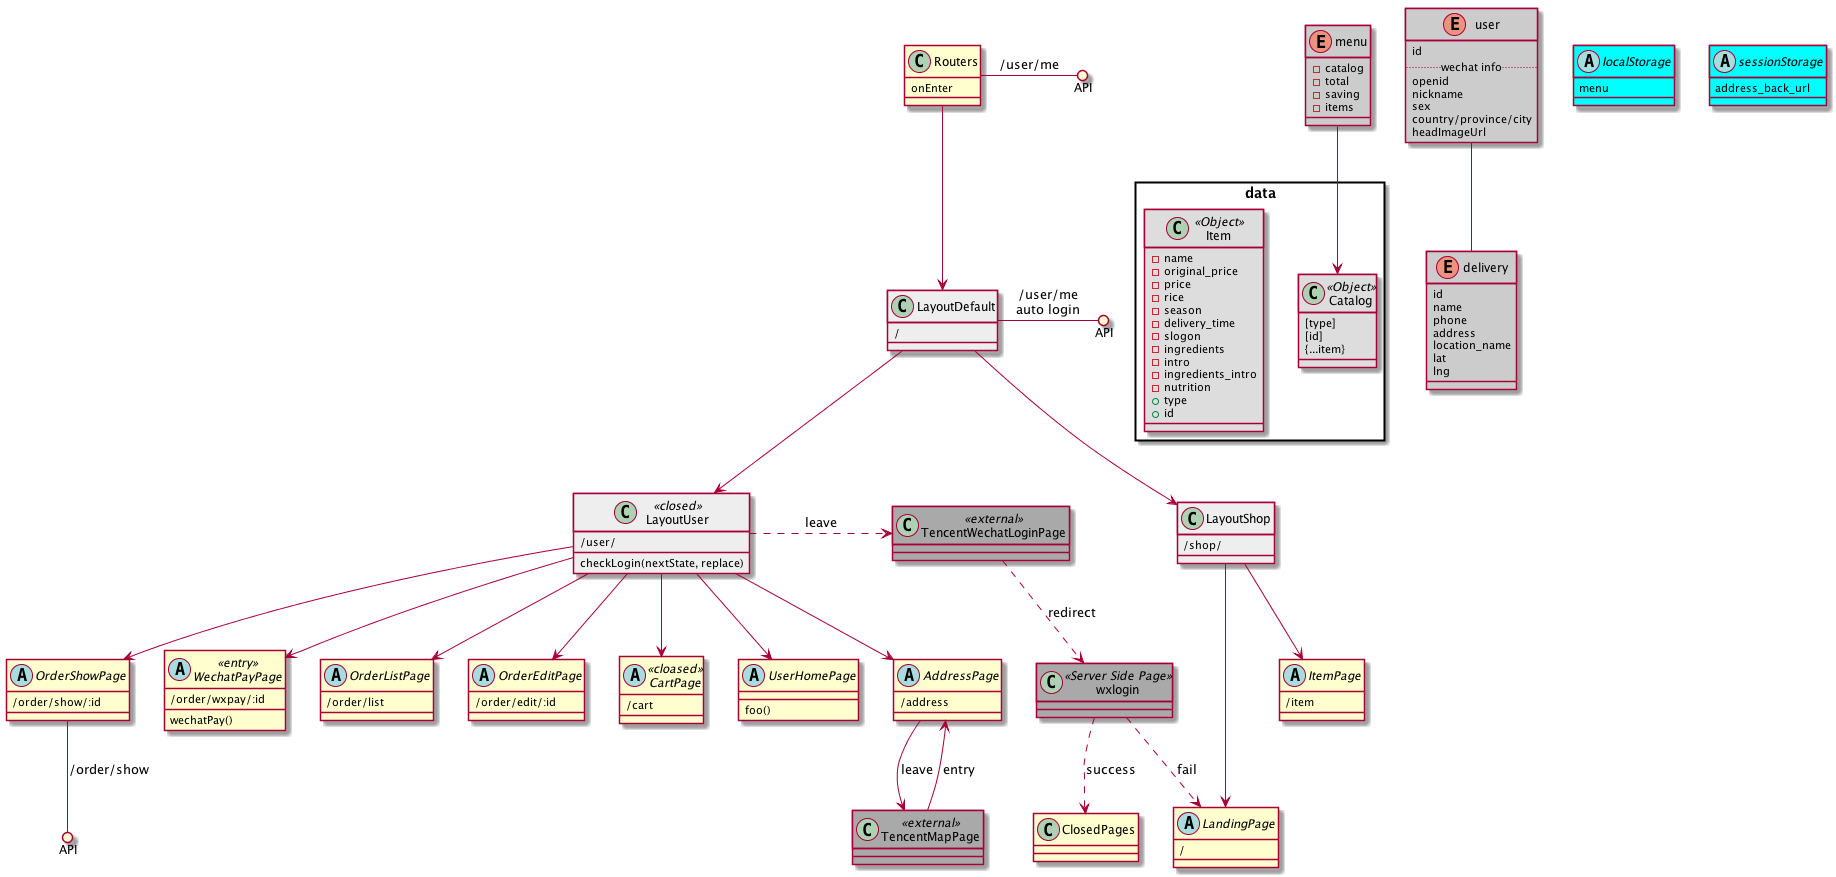 C Routers
onEnter
/user/me
API
E menu
catalog
total
saving
items
E user
id
wechat info
openid
nickname
sex
country/province/city
headImageUrl
A localStorage
menu
A sessionStorage
address_back_url
data
C «Object»
Item
name
original_price
price
rice
season
delivery_time
slogon
ingredients
intro
ingredients_intro
nutrition
type
id
C «Object»
Catalog
[type]
[id]
{...item}
E delivery
id
name
phone
address
location_name
lat
lng
C LayoutDefault
/
/user/me
auto login
API
C «closed»
LayoutUser
/user/
checkLogin(nextState, replace)
leave
C «external»
TencentWechatLoginPage
C LayoutShop
/shop/
redirect
A OrderShowPage
/order/show/:id
A «entry»
WechatPayPage
/order/wxpay/:id
wechatPay()
A OrderListPage
/order/list
A OrderEditPage
/order/edit/:id
A «cloased»
CartPage
/cart
A UserHomePage
foo()
A AddressPage
/address
C «Server Side Page»
wxlogin
A ItemPage
/item
/order/show
leave
entry
success
fail
API
C «external»
TencentMapPage
C ClosedPages
A LandingPage
/